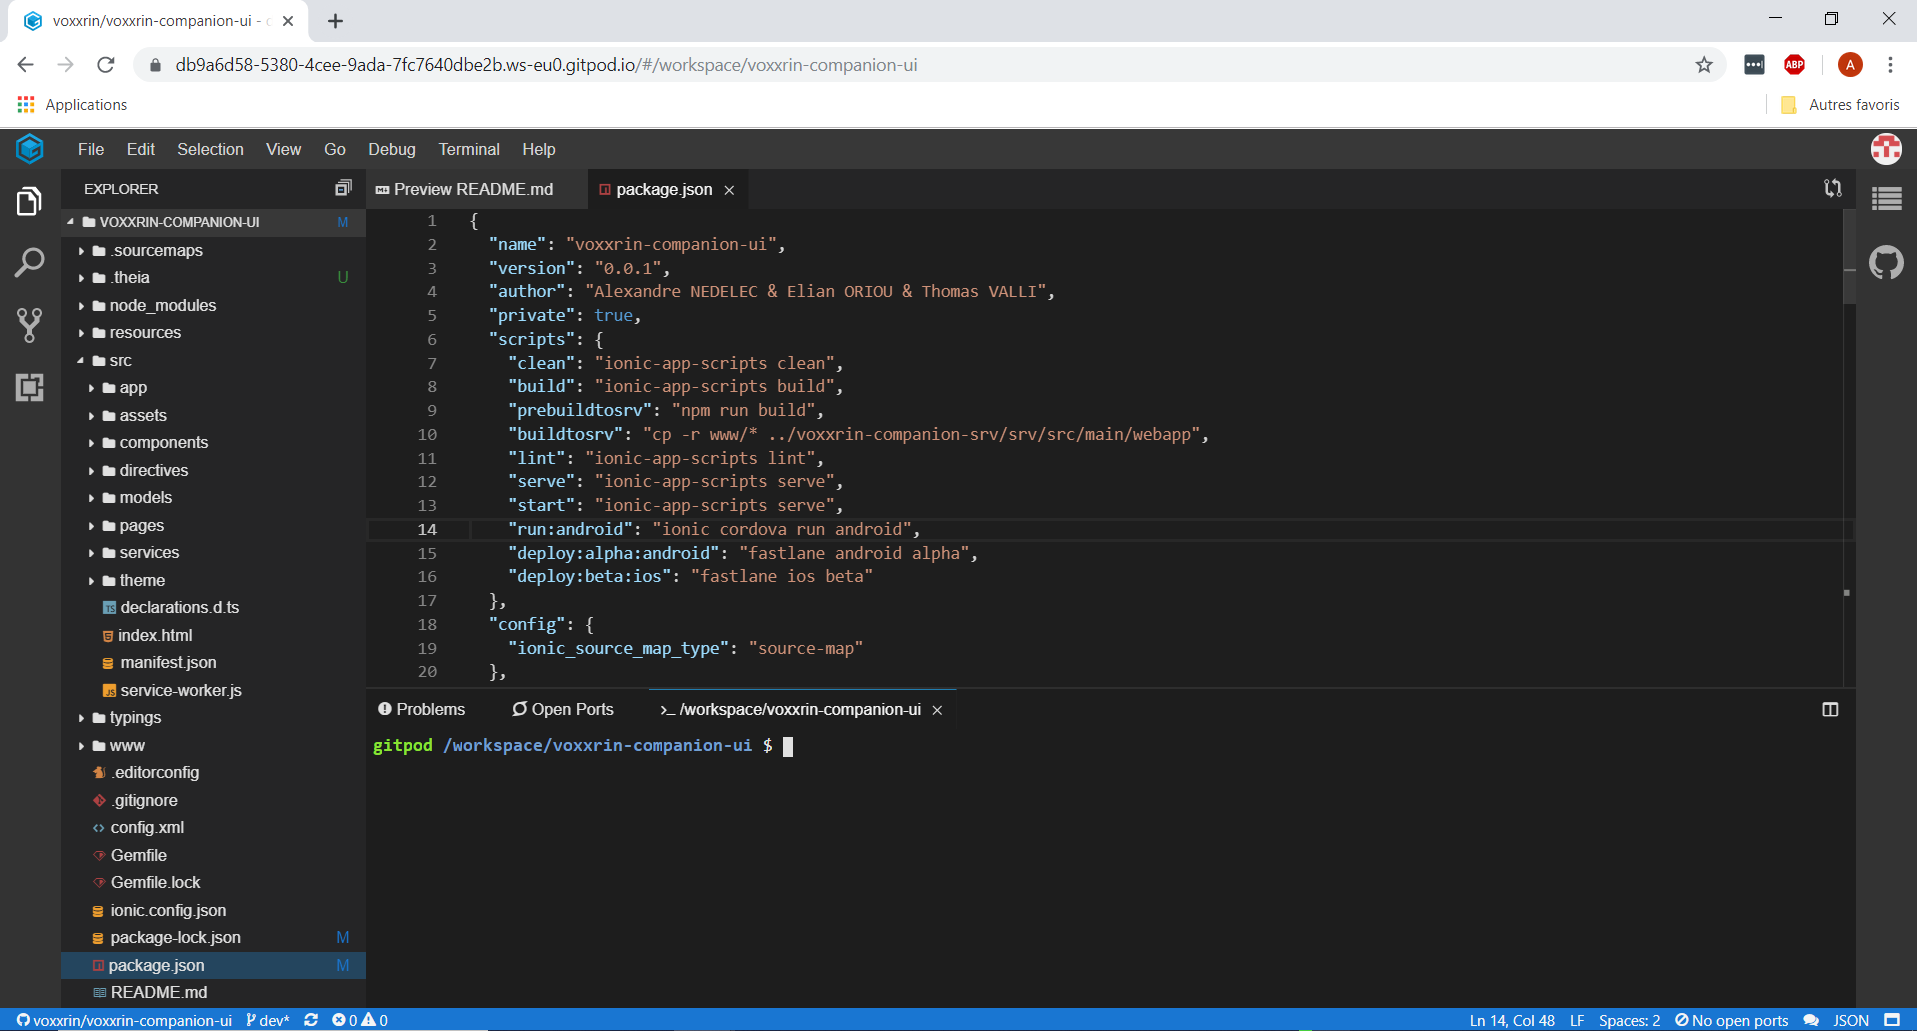 voxxrin/voxxrin-companion-ui -
db9a6d58-5380-4cee-9ada-7fc7640dbe2b.ws-eu0.gitpod.io/#/workspace/voxxrin-companion-ui
ABP
A
Applications
Autres favoris
File Edit Selection View Go Debug Terminal Help
EXPLORER
VOXXRIN-COMPANION-UI M
.sourcemaps
.theia U
node_modules
resources
src
app
assets
components
directives
models
pages
services
theme
TS declarations.d.ts
index.html
manifest.json
JS service-worker.js
typings
www
.editorconfig
.gitignore
config.xml
Gemfile
Gemfile.lock
ionic.config.json
package-lock.json M
package.json M
README.md
Preview README.md
package.json
1 {
2 "name": "voxxrin-companion-ui",
3 "version": "0.0.1",
4 "author": "Alexandre NEDELEC & Elian ORIOU & Thomas VALLI",
5 "private": true,
6 "scripts": {
7 "clean": "ionic-app-scripts clean",
8 "build": "ionic-app-scripts build",
9 "prebuildtosrv": "npm run build",
10 "buildtosrv": "cp -r www/* ../voxxrin-companion-srv/srv/src/main/webapp",
11 "lint": "ionic-app-scripts lint",
12 "serve": "ionic-app-scripts serve",
13 "start": "ionic-app-scripts serve",
14 "run:android": "ionic cordova run android",
15 "deploy:alpha:android": "fastlane android alpha",
16 "deploy:beta:ios": "fastlane ios beta"
17 },
18 "config": {
19 "ionic_source_map_type": "source-map"
20 },
Problems
Open Ports
>_ /workspace/voxxrin-companion-ui
gitpod /workspace/voxxrin-companion-ui $
voxxrin/voxxrin-companion-ui dev* 0 0
Ln 14, Col 48 LF Spaces: 2 No open ports JSON